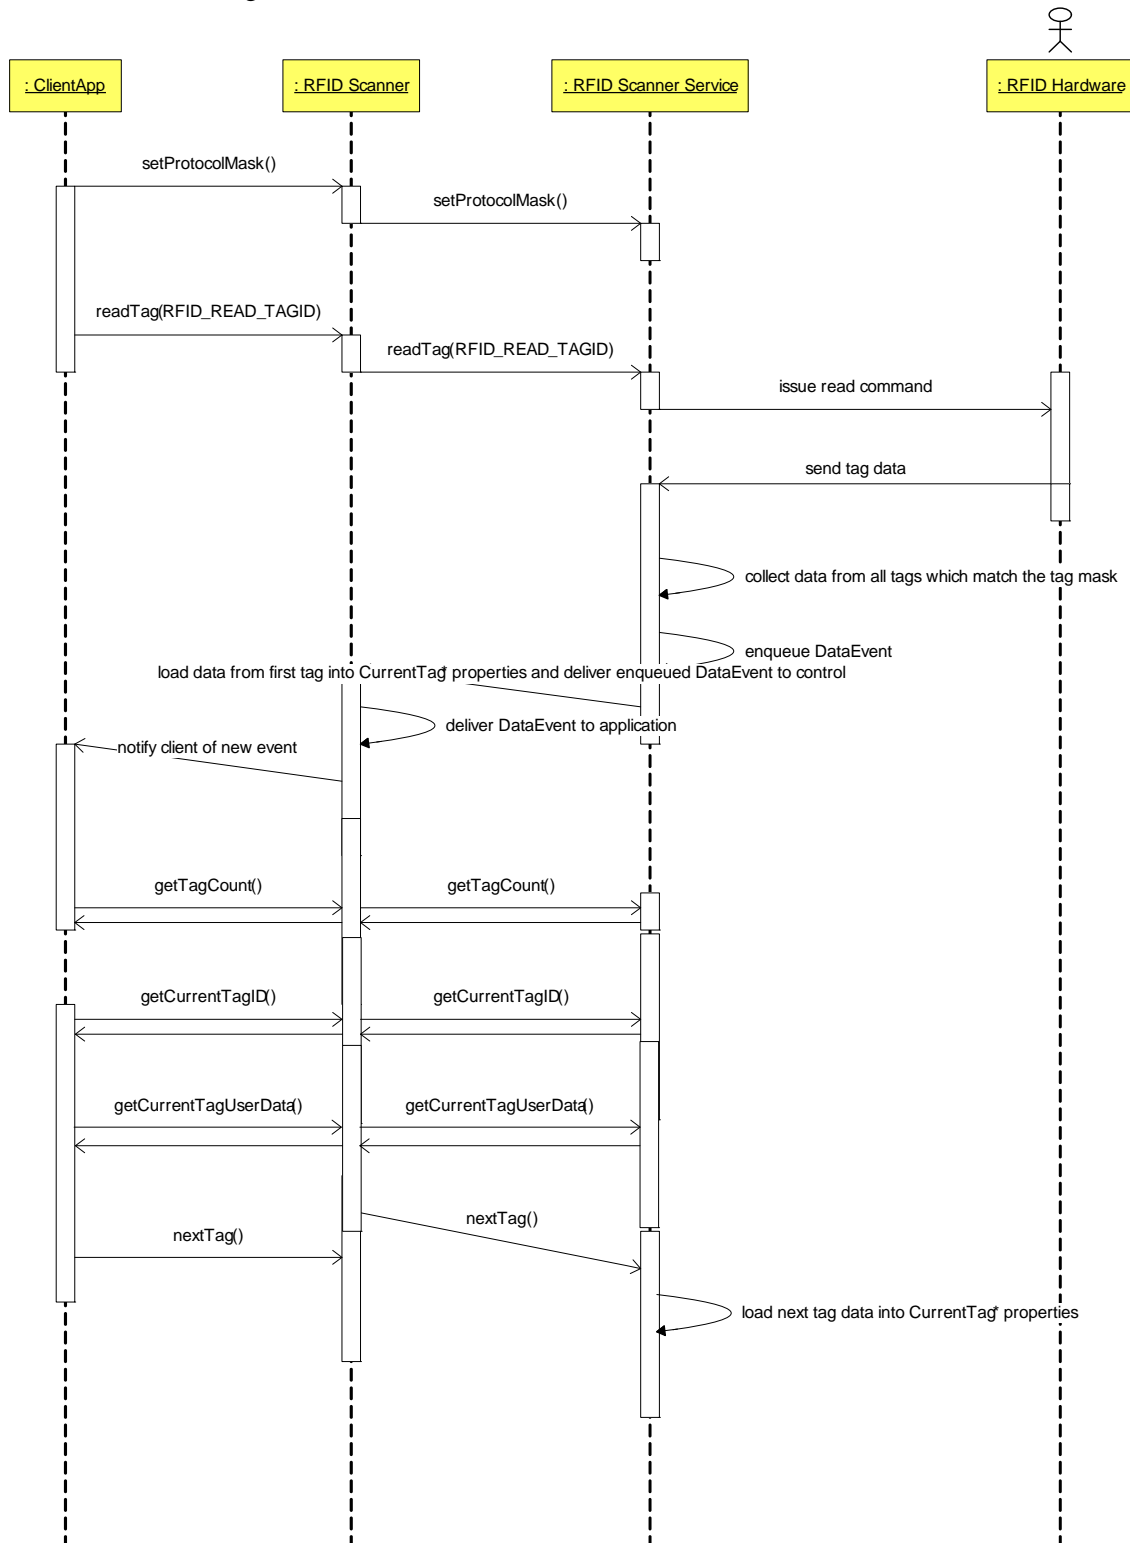 : ClientApp
: RFID Scanner
: RFID Scanner Service
: RFID Hardware
setProtocolMask()
setProtocolMask()
readTag(RFID_READ_TAGID)
readTag(RFID_READ_TAGID)
issue read command
send tag data
collect data from all tags which match the tag mask
enqueue DataEvent
load data from first tag into CurrentTag* properties and deliver enqueued DataEvent to control
deliver DataEvent to application
notify client of new event
getTagCount()
getTagCount()
getCurrentTagID()
getCurrentTagID()
getCurrentTagUserData()
getCurrentTagUserData()
nextTag()
nextTag()
load next tag data into CurrentTag* properties